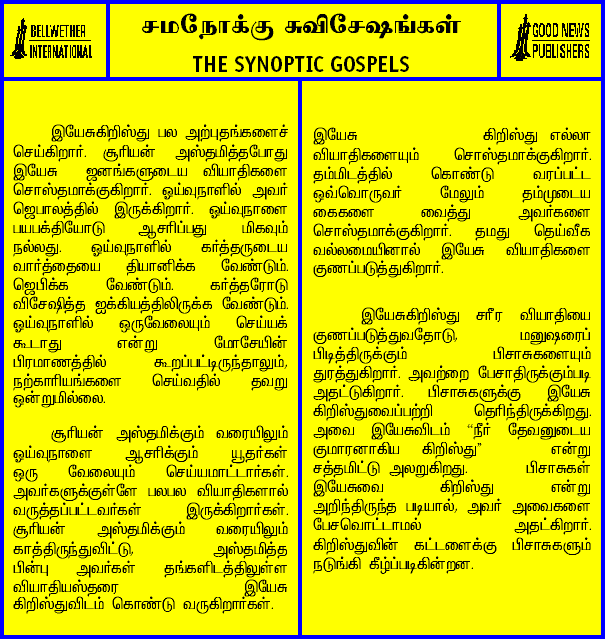 BELLWETHER
INTERNATIONAL
சமநோக்கு சுவிசேஷங்கள்
THE SYNOPTIC GOSPELS
GOOD NEWS
PUBLISHERS
இயேசுகிறிஸ்து பல அற்புதங்களைச்
செய்கிறார். சூரியன் அஸ்தமித்தபோது
இயேசு ஜனங்களுடைய வியாதிகளை
சொஸ்தமாக்குகிறார். ஓய்வுநாளில் அவர்
ஜெபாலத்தில் இருக்கிறார். ஓய்வுநாளை
பயபக்தியோடு ஆசரிப்பது மிகவும்
நல்லது. ஓய்வுநாளில் கர்த்தருடைய
வார்த்தையை தியானிக்க வேண்டும்.
ஜெபிக்க வேண்டும். கர்த்தரோடு
விசேஷித்த ஐக்கியத்திலிருக்க வேண்டும்.
ஓய்வுநாளில் ஒருவேலையும் செய்யக்
கூடாது என்று மோசேயின்
பிரமாணத்தில் கூறப்பட்டிருந்தாலும்,
நற்காரியங்களை செய்வதில் தவறு
ஒன்றுமில்லை.
சூரியன் அஸ்தமிக்கும் வரையிலும்
ஓய்வுநாளை ஆசரிக்கும் யூதர்கள்
ஒரு வேலையும் செய்யமாட்டார்கள்.
அவர்களுக்குள்ளே பலபல வியாதிகளால்
வருத்தப்பட்டவர்கள் இருக்கிறார்கள்.
சூரியன் அஸ்தமிக்கும் வரையிலும்
காத்திருந்துவிட்டு, அஸ்தமித்த
பின்பு அவர்கள் தங்களிடத்திலுள்ள
வியாதியஸ்தரை இயேசு
கிறிஸ்துவிடம் கொண்டு வருகிறார்கள்.
இயேசு கிறிஸ்து எல்லா
வியாதிகளையும் சொஸ்தமாக்குகிறார்.
தம்மிடத்தில் கொண்டு வரப்பட்ட
ஒவ்வொருவர் மேலும் தம்முடைய
கைகளை வைத்து அவர்களை
சொஸ்தமாக்குகிறார். தமது தெய்வீக
வல்லமையினால் இயேசு வியாதிகளை
குணப்படுத்துகிறார்.
இயேசுகிறிஸ்து சரீர வியாதியை
குணப்படுத்துவதோடு, மனுஷரைப்
பிடித்திருக்கும் பிசாசுகளையும்
துரத்துகிறார். அவற்றை பேசாதிருக்கும்படி
அதட்டுகிறார். பிசாசுகளுக்கு இயேசு
கிறிஸ்துவைப்பற்றி தெரிந்திருக்கிறது.
அவை இயேசுவிடம் “நீர் தேவனுடைய
குமாரனாகிய கிறிஸ்து” என்று
சத்தமிட்டு அலறுகிறது. பிசாசுகள்
இயேசுவை கிறிஸ்து என்று
அறிந்திருந்த படியால், அவர் அவைகளை
பேசவொட்டாமல் அதட்கிறார்.
கிறிஸ்துவின் கட்டளைக்கு பிசாசுகளும்
நடுங்கி கீழ்ப்படிகின்றன.